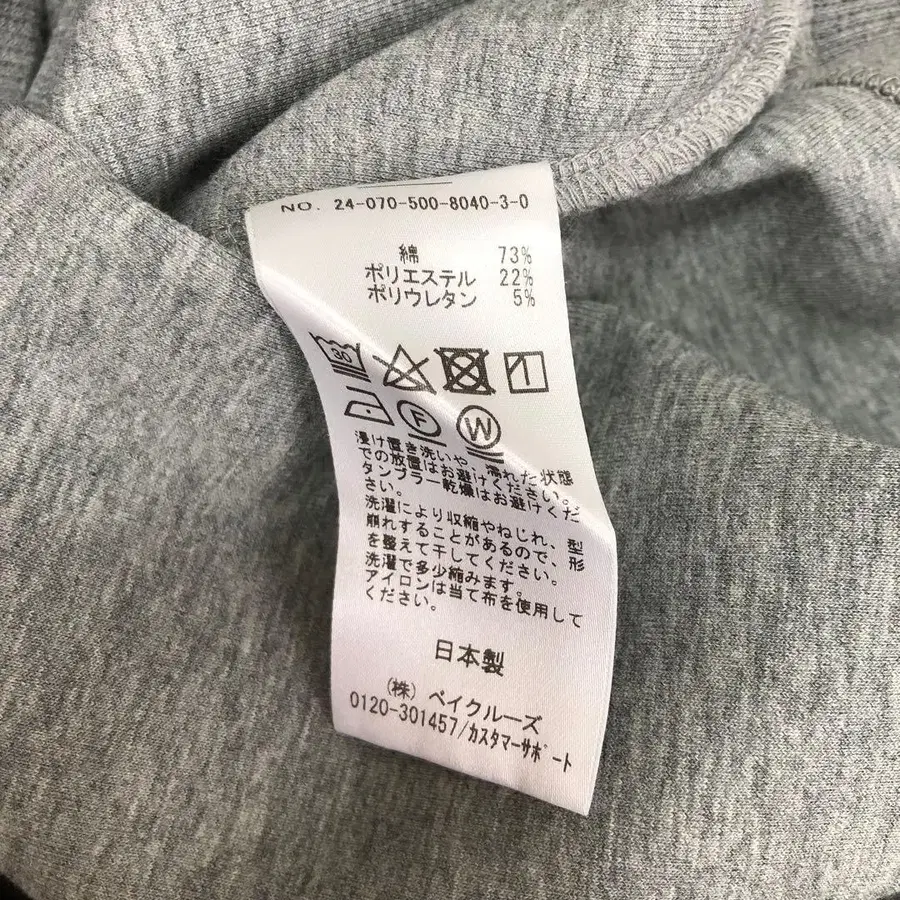 NO. 24-070-500-8040-3-0
綿 73%
ポリエステル 22%
ポリウレタン 5%
30
F W
浸け置き洗いや、濡れた状態
での放置はお避けください。
タンブラー乾燥はお避けくだ
さい。
洗濯により収縮やねじれ、型
崩れすることがあるので、形
を整えて干してください。
洗濯で多少縮みます。
アイロンは当て布を使用して
ください。
日本製
(株) ベイクルーズ
0120-301457/カスタマーサポート